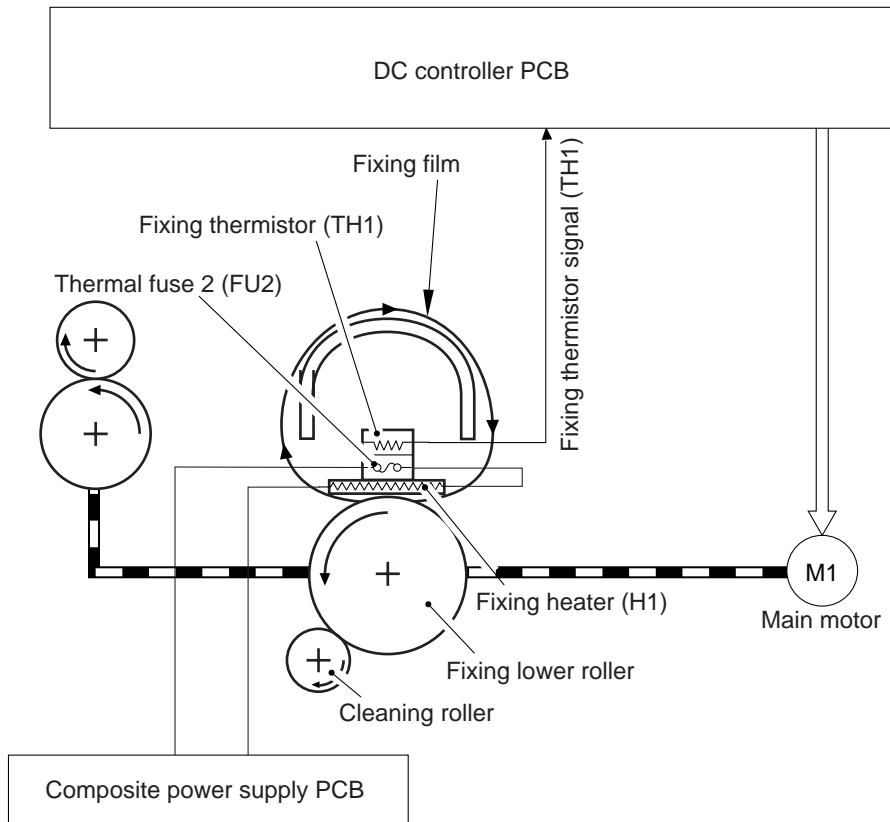 DC controller PCB
Fixing film
Fixing thermistor signal (TH1)
Fixing thermistor (TH1)
Thermal fuse 2 (FU2)
M1
Fixing heater (H1)
Main motor
Fixing lower roller
Cleaning roller
Composite power supply PCB